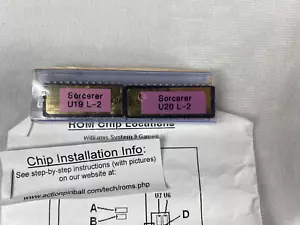 Sorcerer
U19 L-2
Sorcerer
U20 L-2
ROM Chip Locations
Williams System 9 Games
Chip Installation Info:
See step-by-step instructions (with pictures)
on our website at:
www.actionpinball.com/tech/roms.php
U7 U6
A
B
D